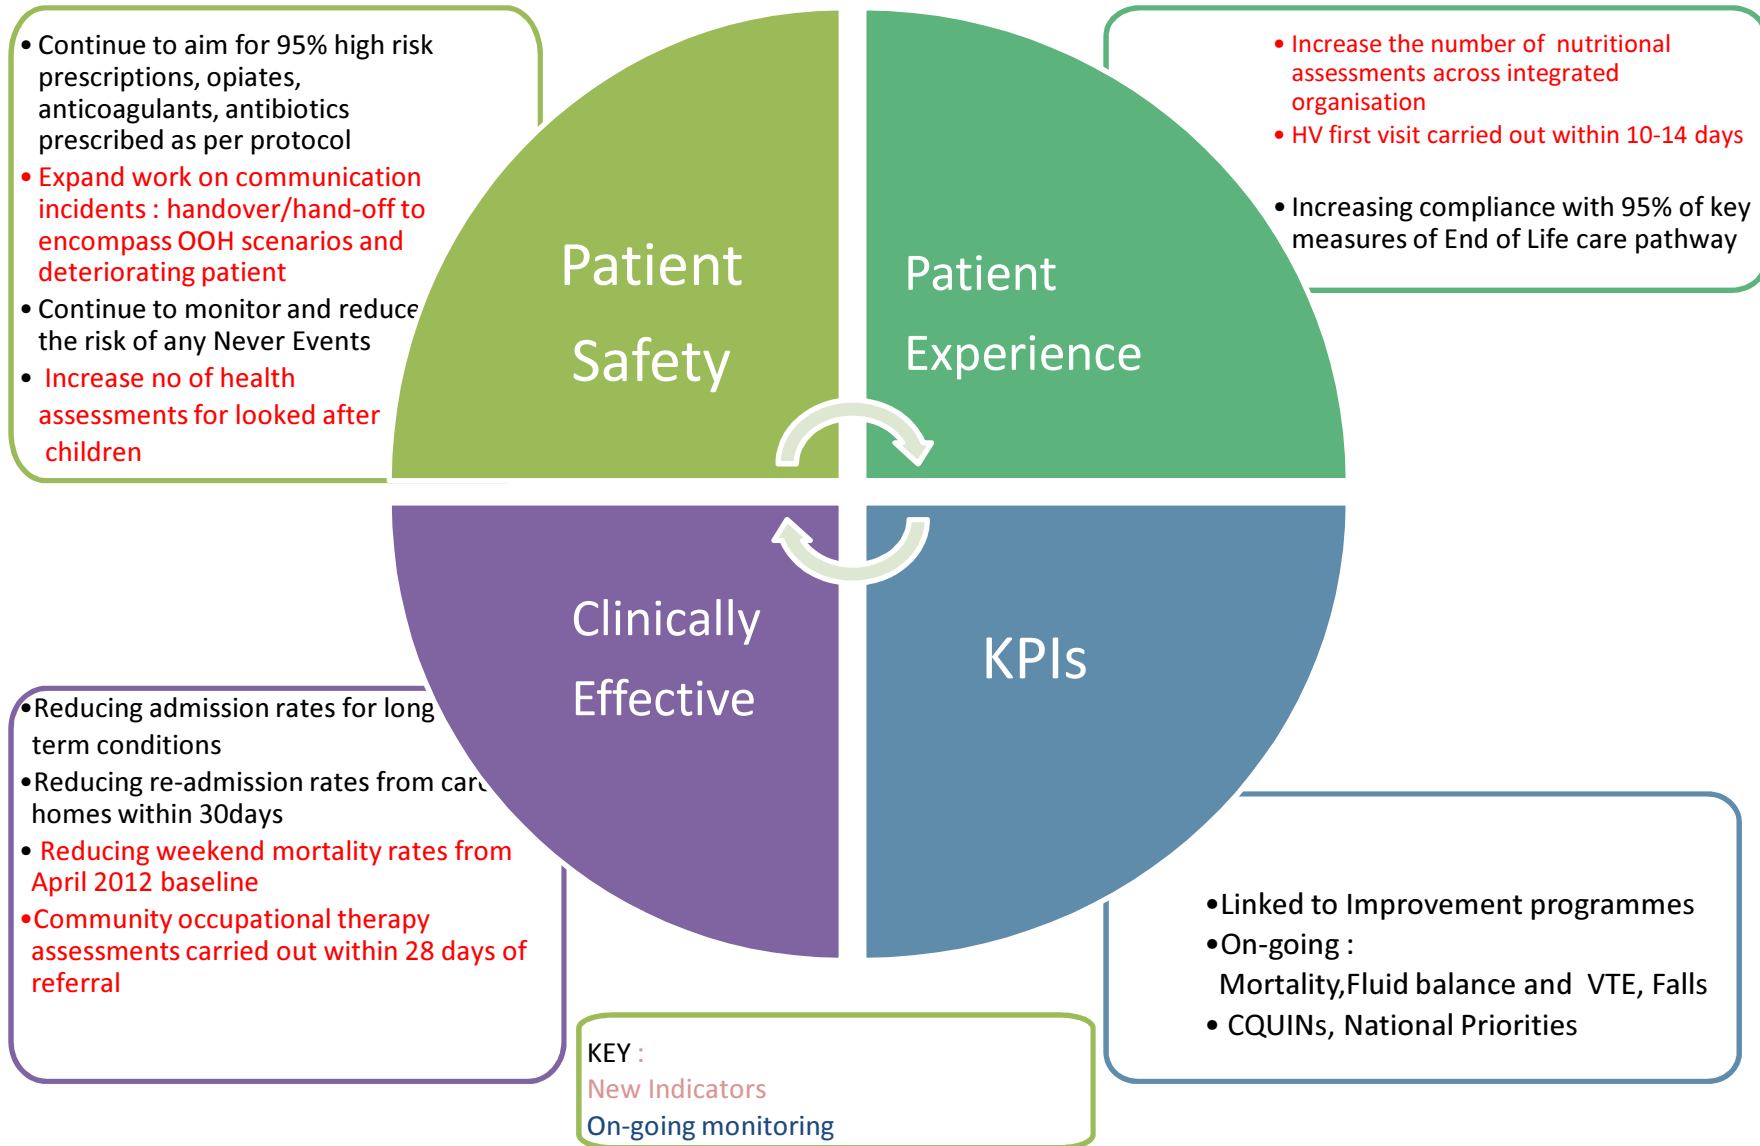 • Continue to aim for 95% high risk
prescriptions, opiates,
anticoagulants, antibiotics
prescribed as per protocol
• Expand work on communication
incidents : handover/hand-off to
encompass OOH scenarios and
deteriorating patient
• Continue to monitor and reduce
the risk of any Never Events
• Increase no of health
assessments for looked after
children
Patient
Safety
Patient
Experience
• Increase the number of nutritional
assessments across integrated
organisation
• HV first visit carried out within 10-14 days
• Increasing compliance with 95% of key
measures of End of Life care pathway
Clinically
Effective
KPIs
•Reducing admission rates for long
term conditions
•Reducing re-admission rates from care
homes within 30days
• Reducing weekend mortality rates from
April 2012 baseline
•Community occupational therapy
assessments carried out within 28 days of
referral
•Linked to Improvement programmes
•On-going :
Mortality,Fluid balance and VTE, Falls
• CQUINs, National Priorities
KEY :
New Indicators
On-going monitoring